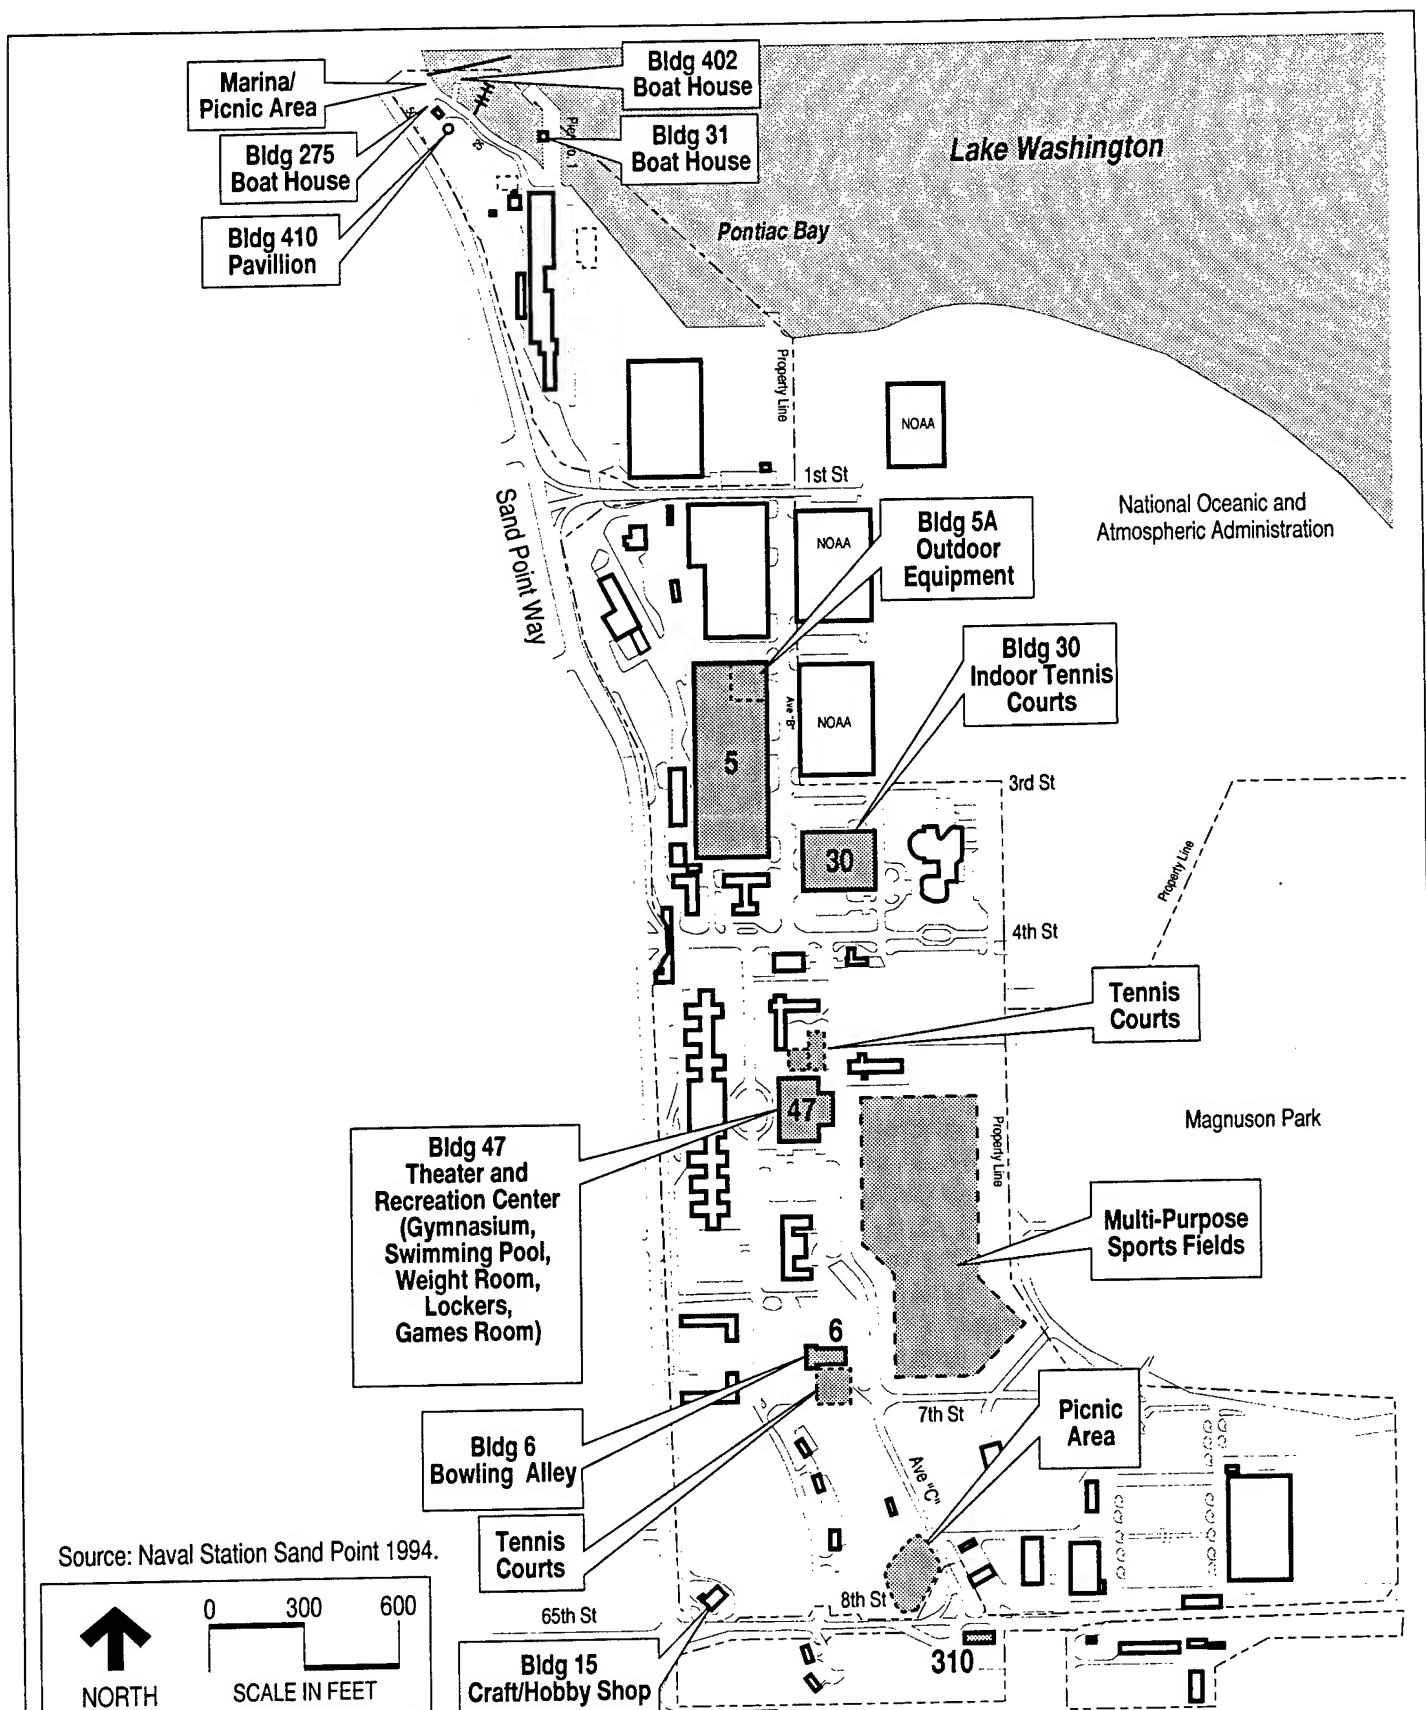 Marina/
Picnic Area
Bldg 402
Boat House
Bldg 275
Boat House
Bldg 31
Boat House
Bldg 410
Pavillion
Lake Washington
Pontiac Bay
Property Line
NOAA
1st St
Sand Point Way
NOAA
Bldg 5A
Outdoor
Equipment
National Oceanic and
Atmospheric Administration
Bldg 30
Indoor Tennis
Courts
Ave "B"
NOAA
5
3rd St
30
Property Line
4th St
Tennis
Courts
47
Property Line
Magnuson Park
Bldg 47
Theater and
Recreation Center
(Gymnasium,
Swimming Pool,
Weight Room,
Lockers,
Games Room)
Multi-Purpose
Sports Fields
6
7th St
Picnic
Area
Bldg 6
Bowling Alley
Ave "C"
Tennis
Courts
Source: Naval Station Sand Point 1994.
0 300 600
NORTH
SCALE IN FEET
65th St
8th St
310
Bldg 15
Craft/Hobby Shop